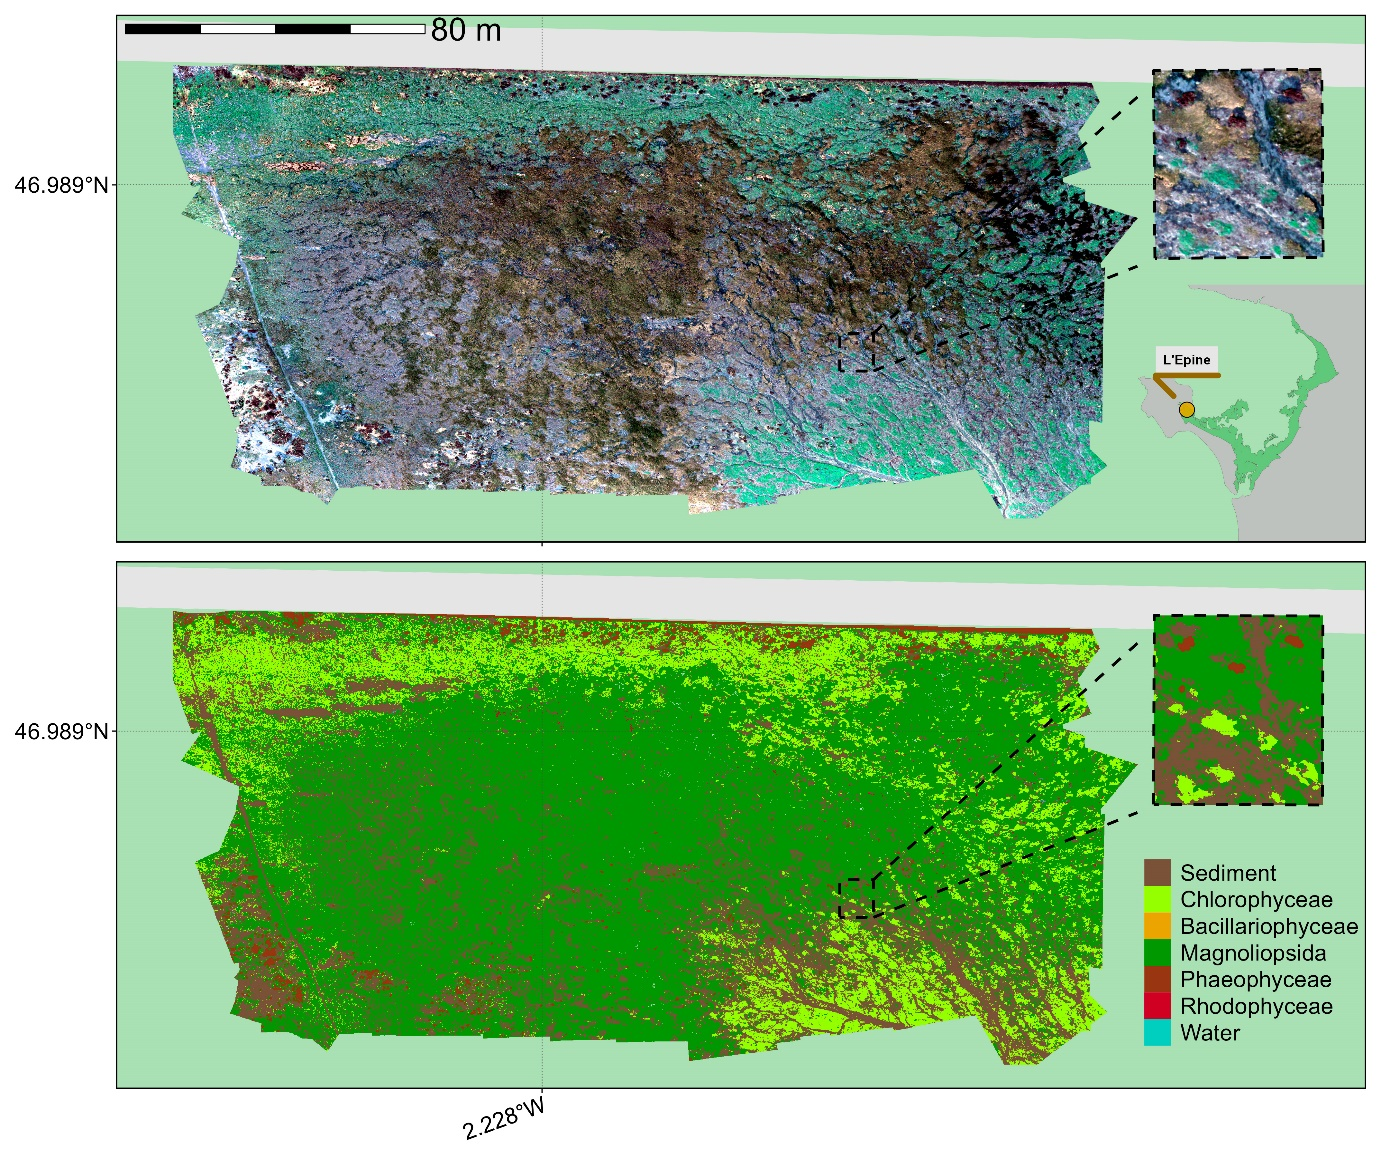 80 m
46.989°N
L'Epine
46.989°N
Sediment
Chlorophyceae
Bacillariophyceae
Magnoliopsida
Phaeophyceae
Rhodophyceae
Water
2.228°W